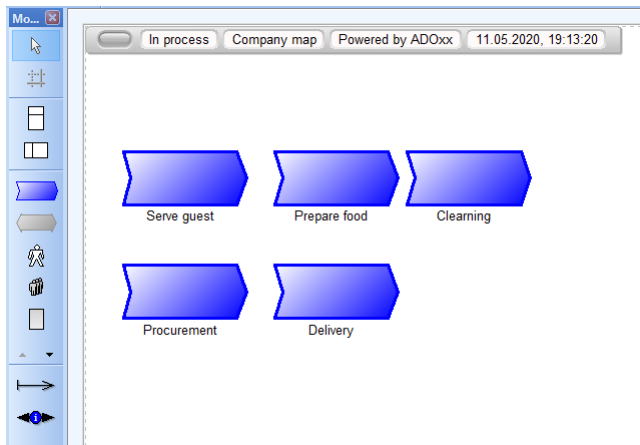 Mo...
In process Company map Powered by ADOxx 11.05.2020, 19:13:20
Serve guest Prepare food Clearning
Procurement Delivery